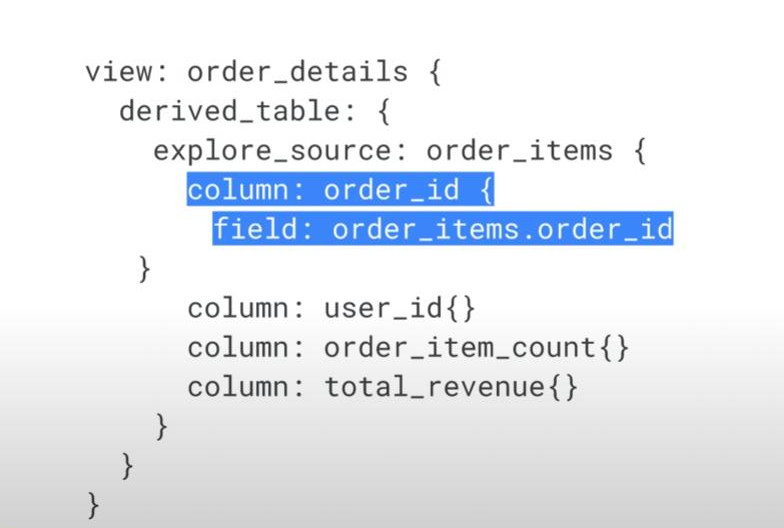 view: order_details {
derived_table: {
explore_source: order_items {
column: order_id {
field: order_items.order_id
}
column: user_id{}
column: order_item_count{}
column: total_revenue{}
}
}
}